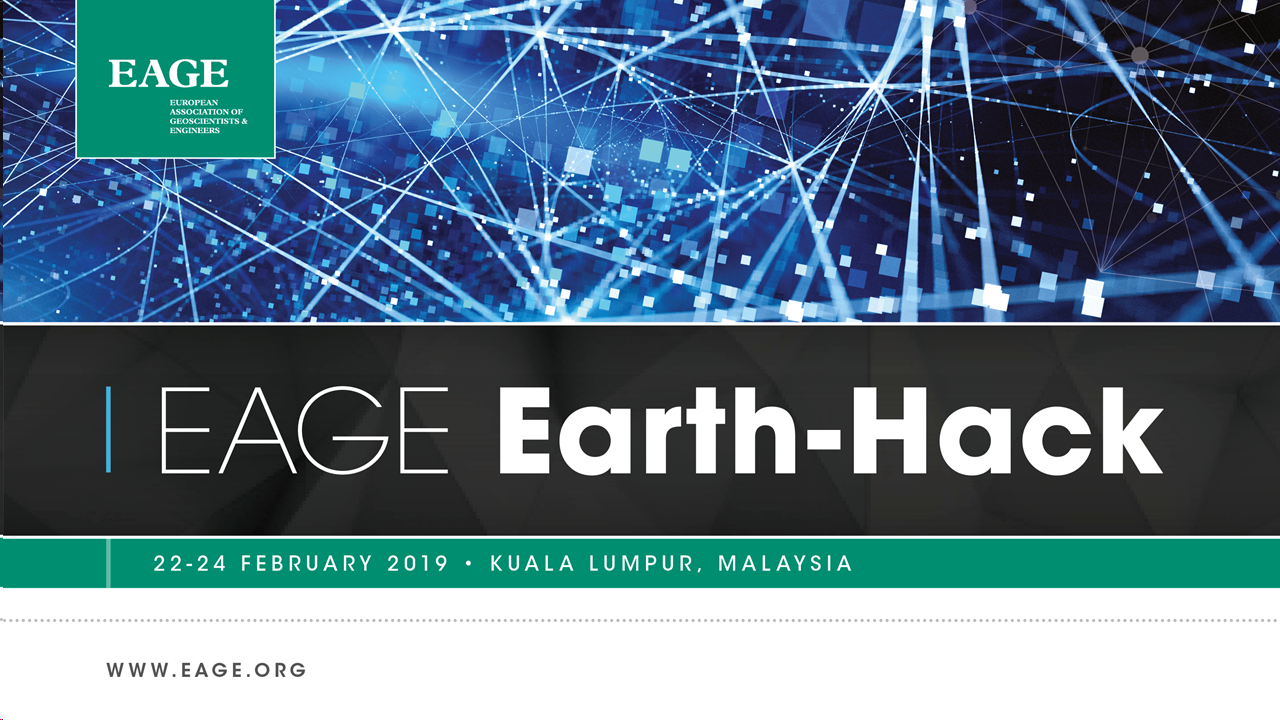 EAGE
EUROPEAN
ASSOCIATION OF
GEOSCIENTISTS &
ENGINEERS
EAGE Earth-Hack
22-24 FEBRUARY 2019 • KUALA LUMPUR, MALAYSIA
WWW.EAGE.ORG